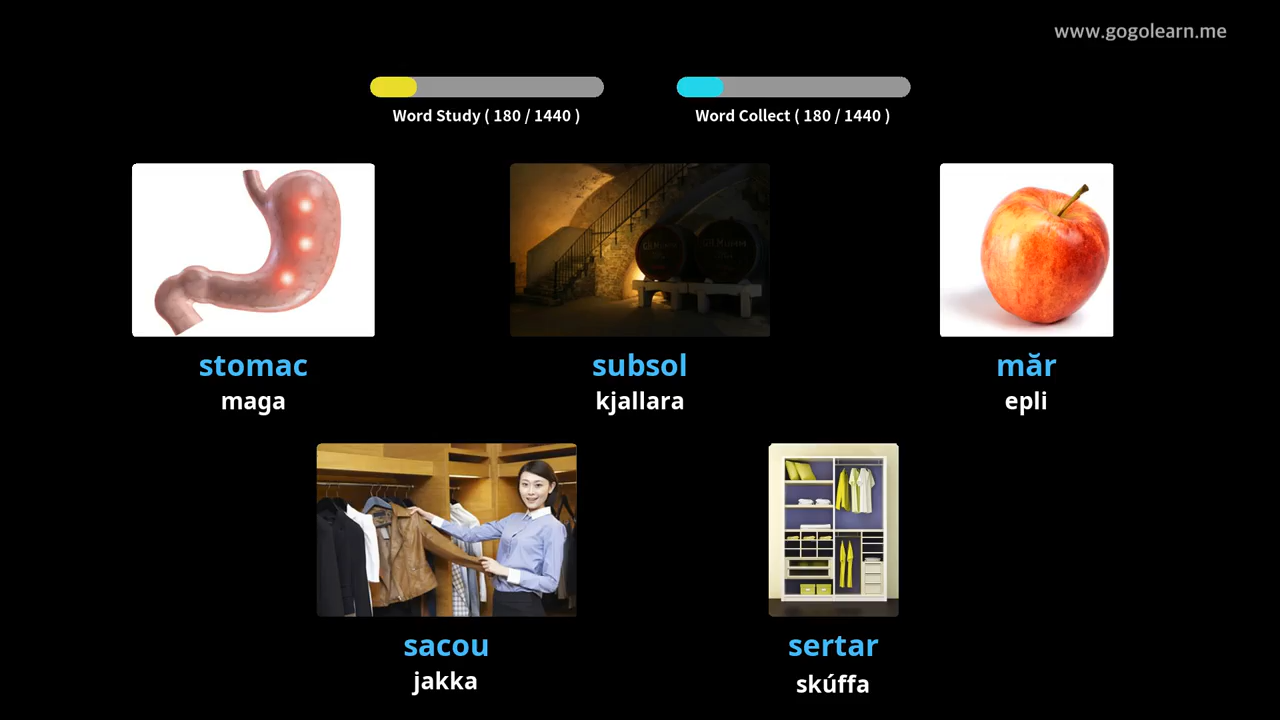 www.gogolearn.me
Word Study ( 180 / 1440 )
Word Collect ( 180 / 1440 )
stomac
maga
subsol
kjallara
măr
epli
sacou
jakka
sertar
skúffa